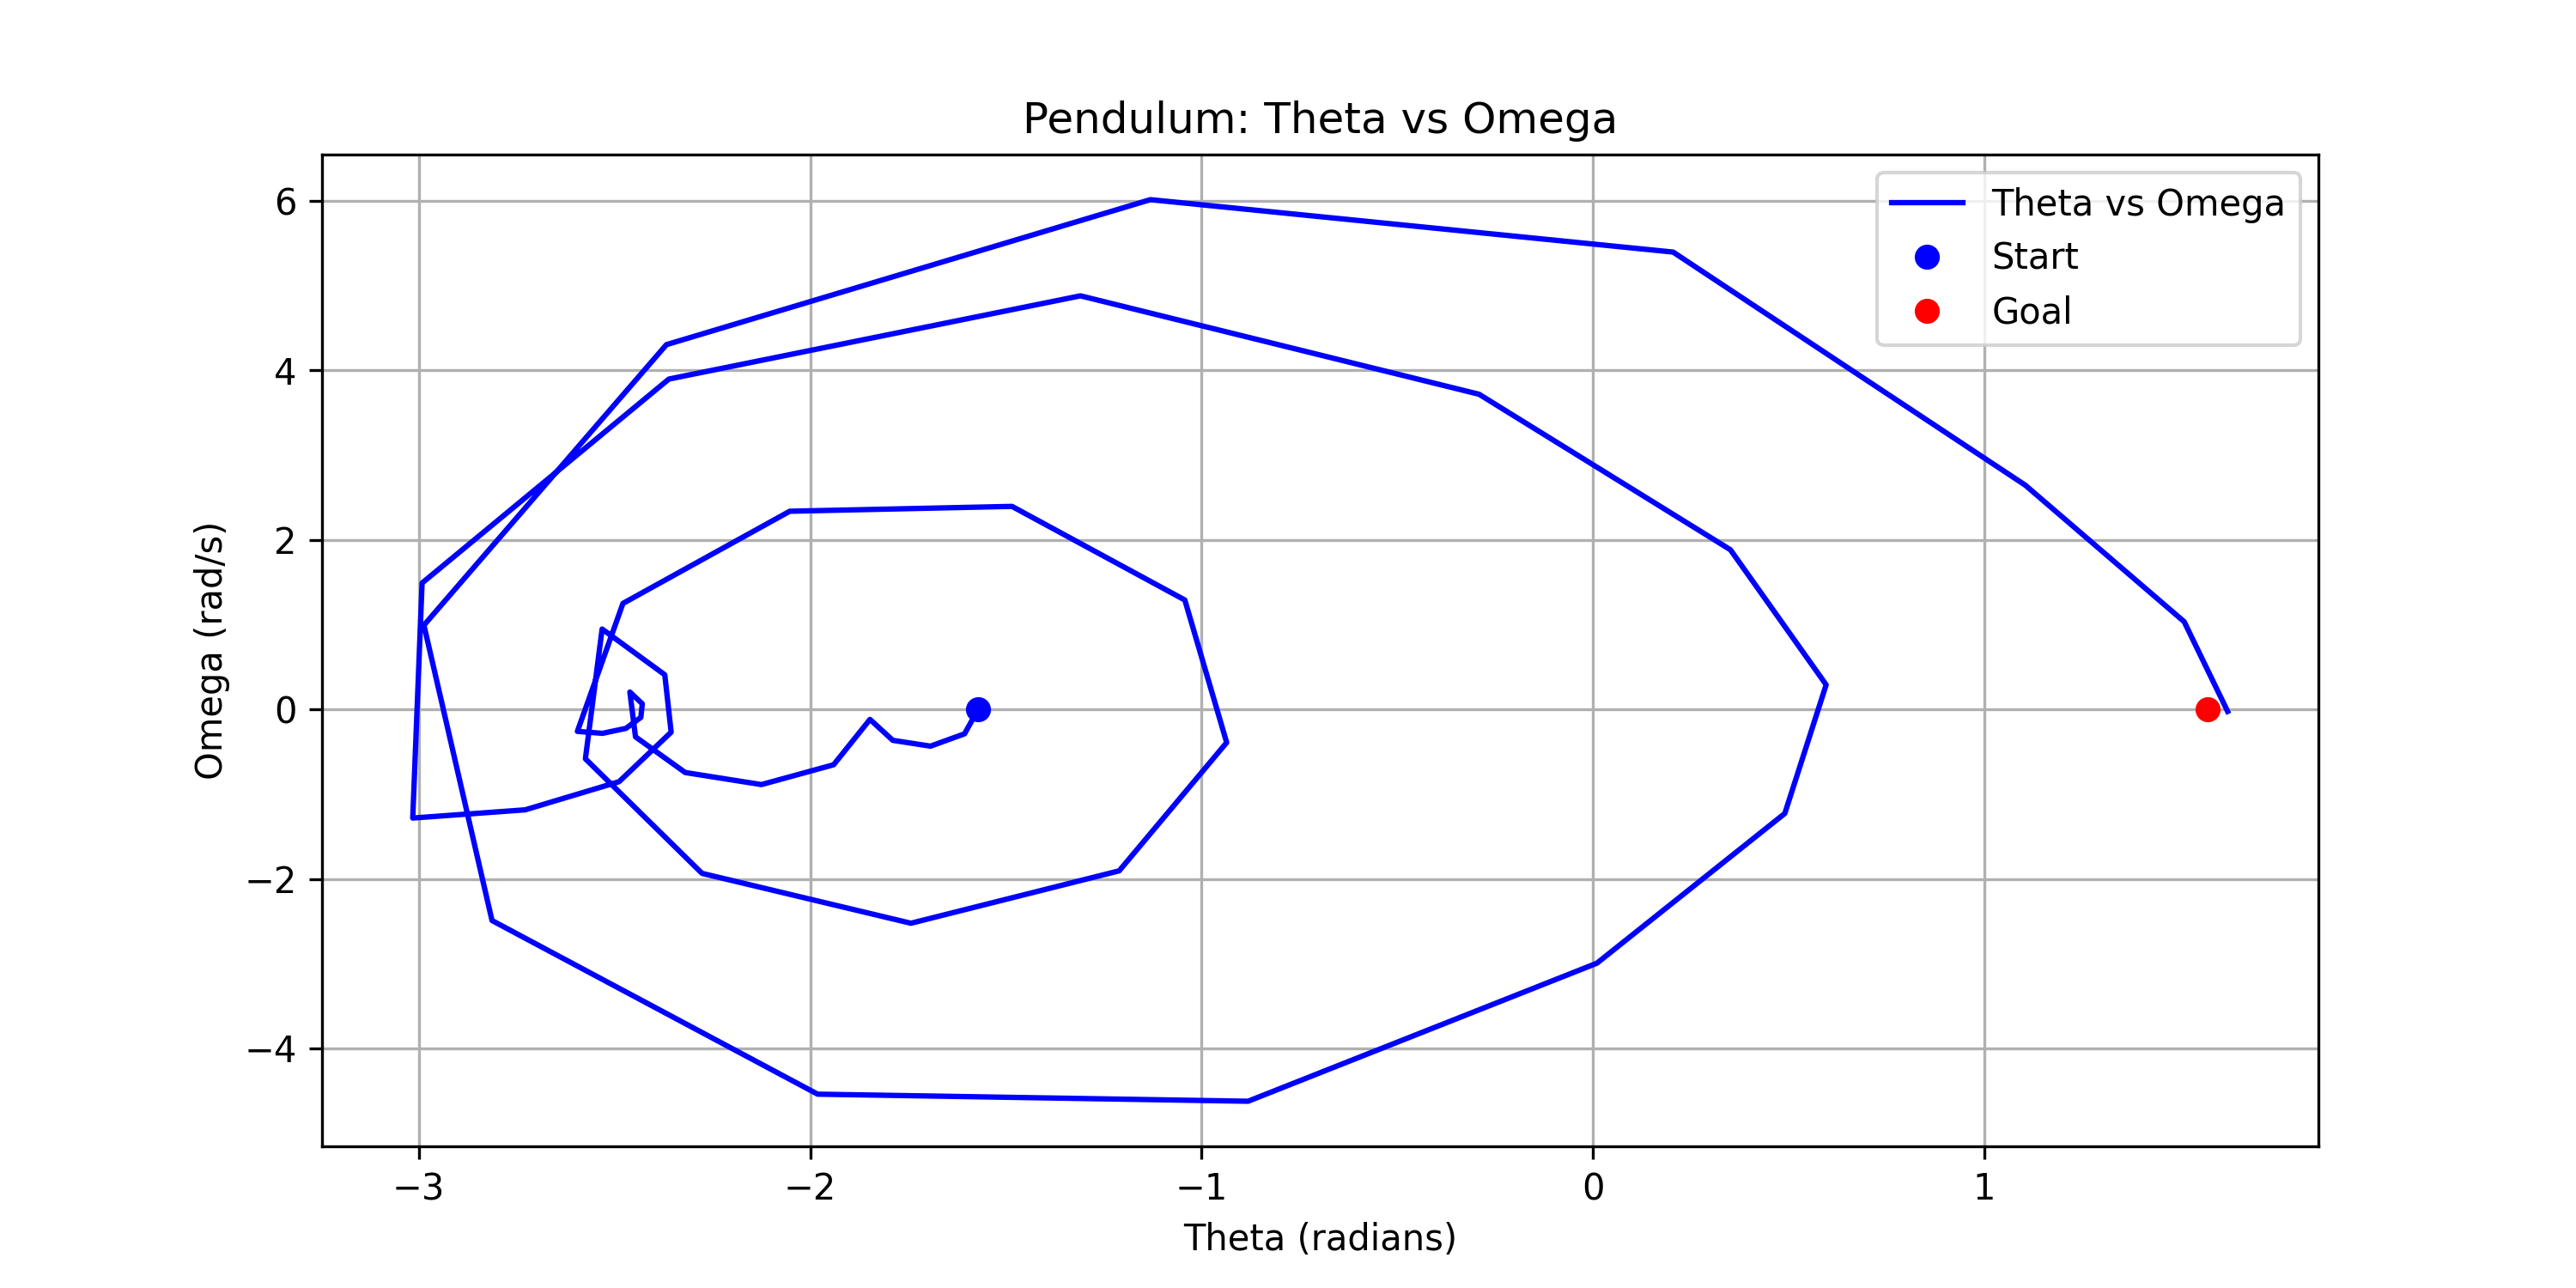 Pendulum: Theta vs Omega
Theta vs Omega
Start
Goal
Omega (rad/s)
6
4
2
0
−2
−4
−3
−2
−1
0
1
Theta (radians)